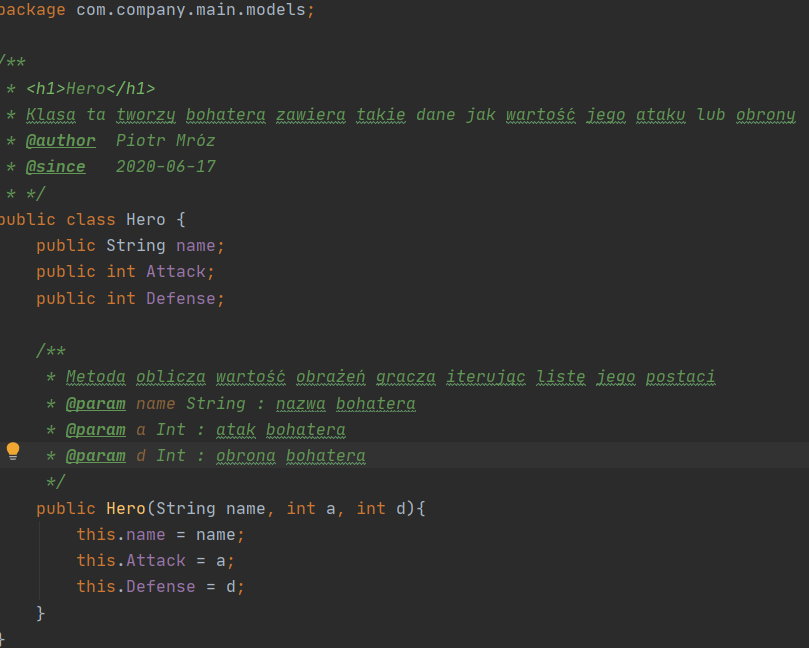 package com.company.main.models;
/**
* <h1>Hero</h1>
* Klasa ta tworzy bohatera zawiera takie dane jak wartość jego ataku lub obrony
* @author  Piotr Mróz
* @since   2020-06-17
* */
public class Hero {
public String name;
public int Attack;
public int Defense;
/**
* Metoda oblicza wartość obrażeń gracza iterując listę jego postaci
* @param name String : nazwa bohatera
* @param a Int : atak bohatera
* @param d Int : obrona bohatera
*/
public Hero(String name, int a, int d){
this.name = name;
this.Attack = a;
this.Defense = d;
}
}